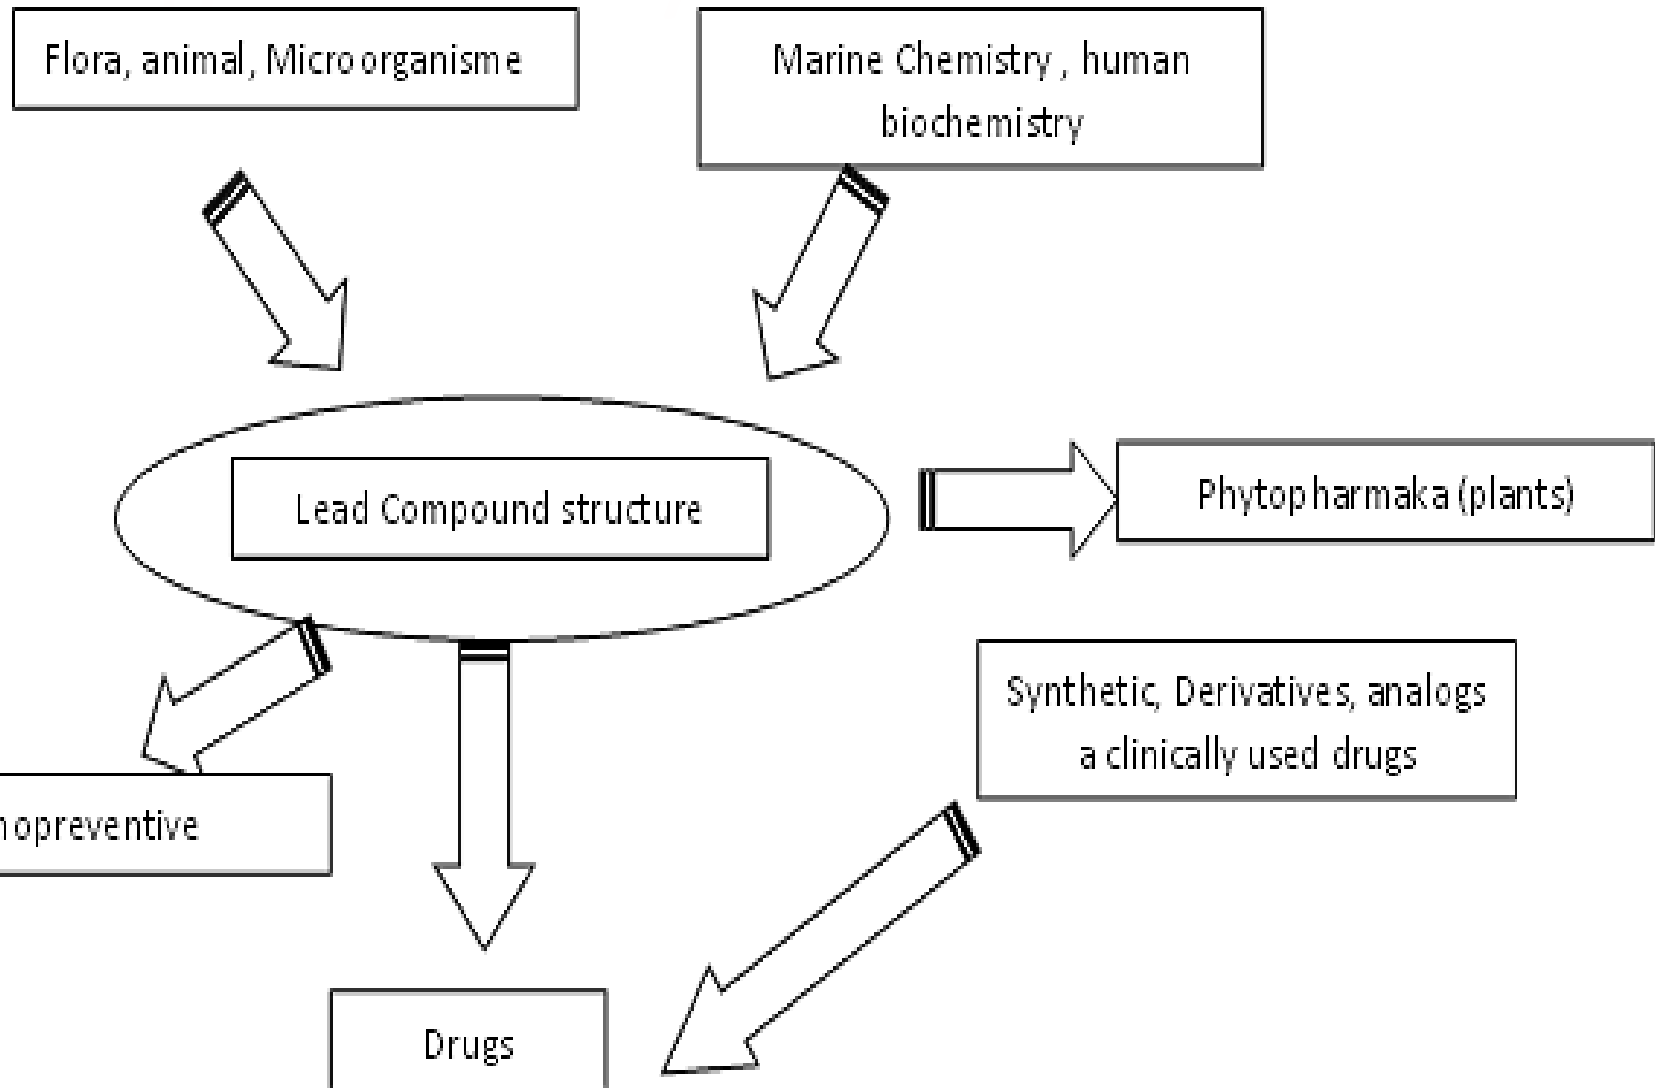 Flora, animal, Microorganisme
Marine Chemistry , human
biochemistry
Lead Compound structure
Phytopharmaka (plants)
Synthetic, Derivatives, analogs
a clinically used drugs
nopreventive
Drugs